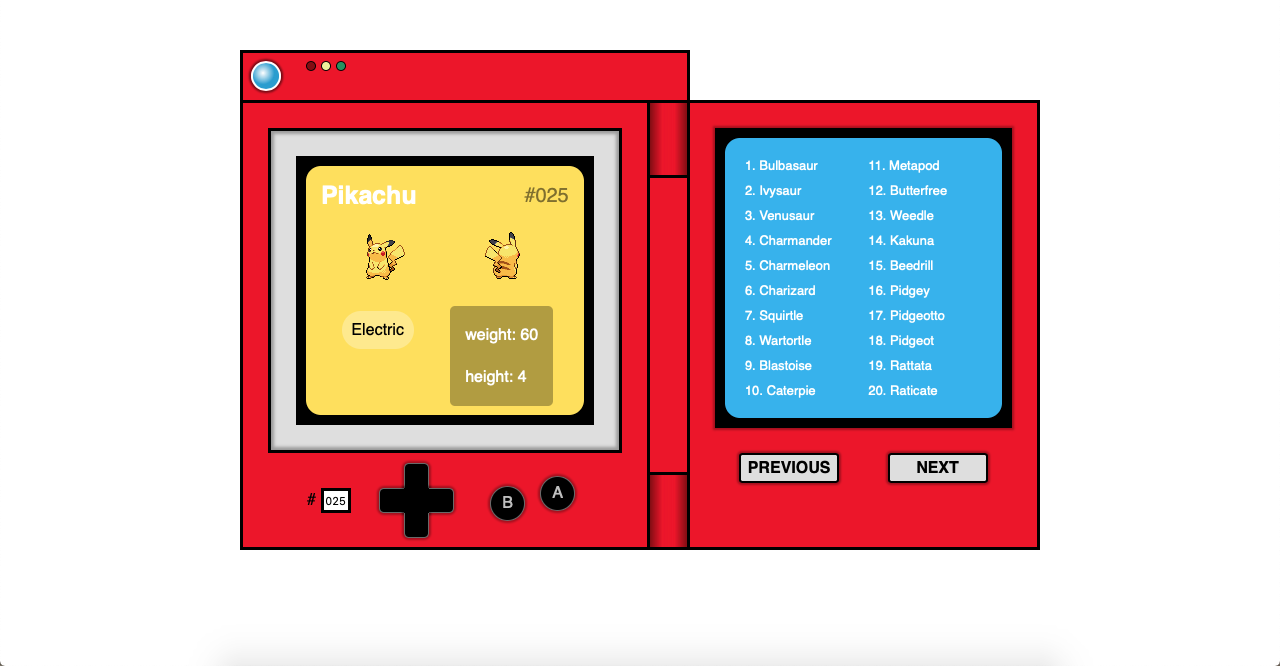 Pikachu #025
Electric
weight: 60
height: 4
# 025
B
A
1. Bulbasaur
2. Ivysaur
3. Venusaur
4. Charmander
5. Charmeleon
6. Charizard
7. Squirtle
8. Wartortle
9. Blastoise
10. Caterpie
11. Metapod
12. Butterfree
13. Weedle
14. Kakuna
15. Beedrill
16. Pidgey
17. Pidgeotto
18. Pidgeot
19. Rattata
20. Raticate
PREVIOUS NEXT